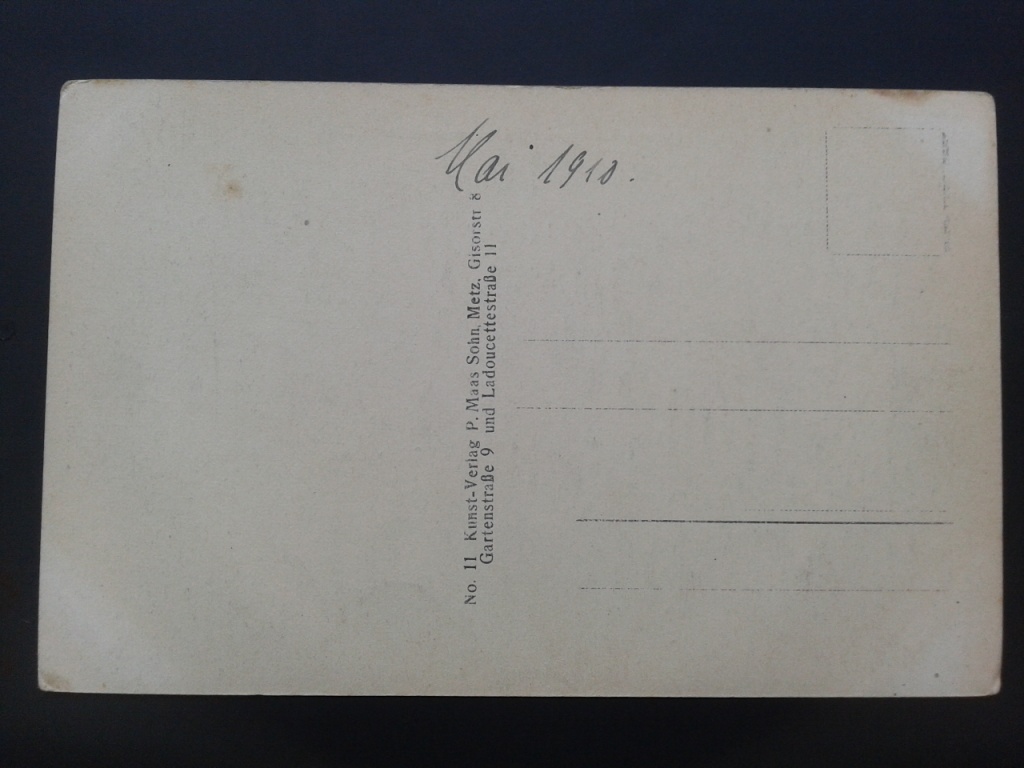 Mai 1910.
No. 11 Kunst-Verlag P. Maas Sohn, Metz, Gisorstr 8
Gartenstraße 9 und Ladoucettestraße 11